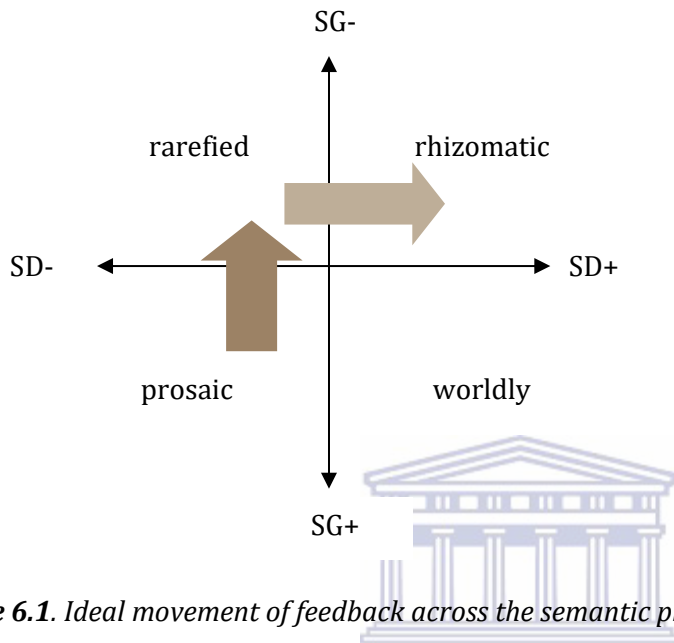 SG-
rarefied rhizomatic
SD- SD+
prosaic worldly
SG+
e 6.1. Ideal movement of feedback across the semantic p